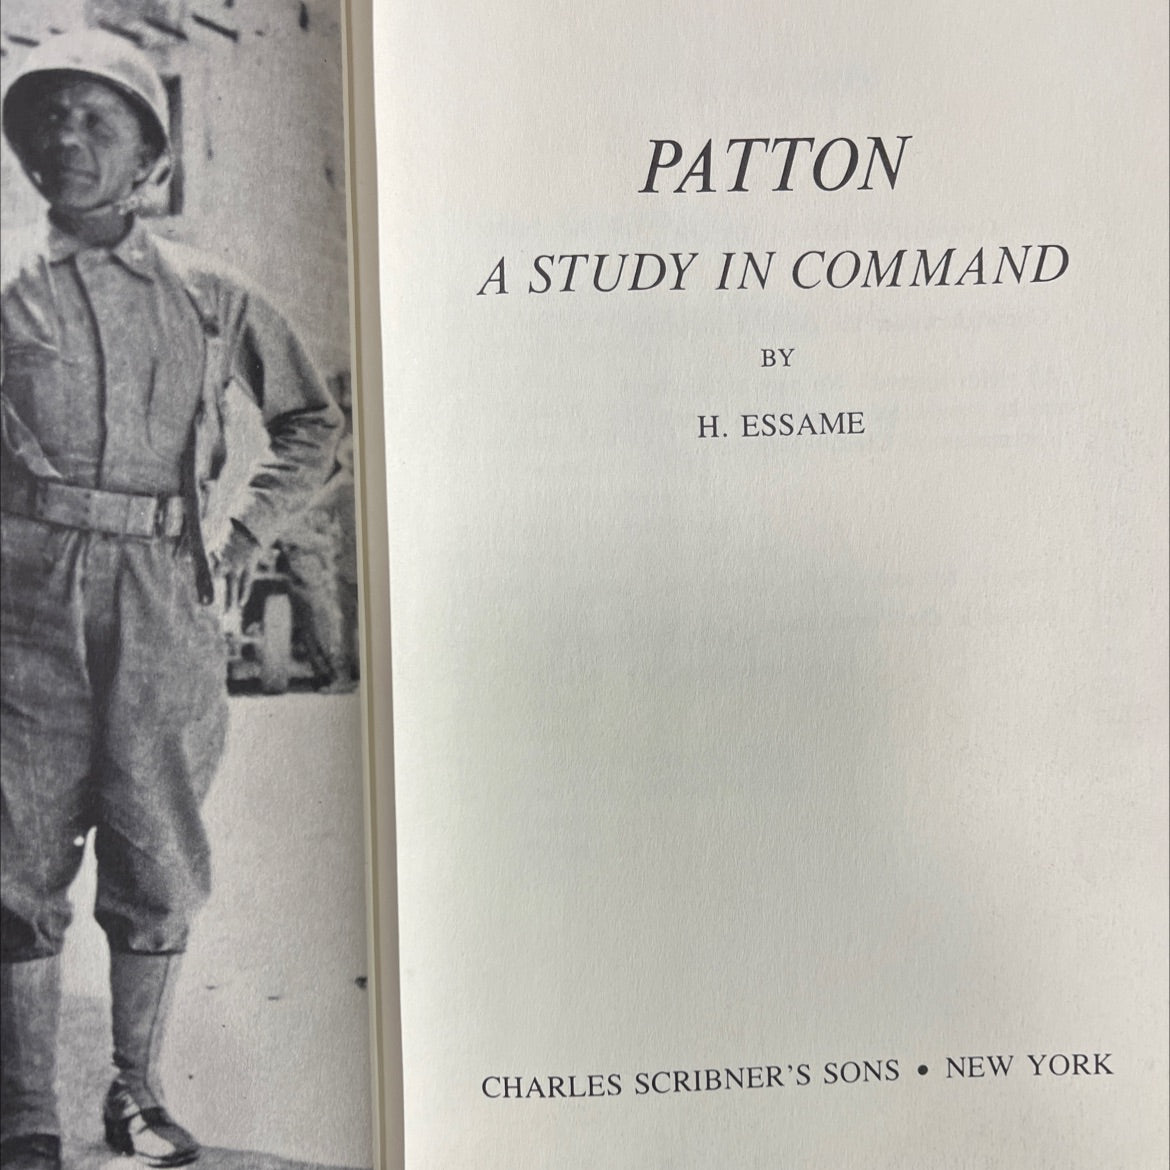 PATTON
A STUDY IN COMMAND
BY
H. ESSAME
CHARLES SCRIBNER'S SONS • NEW YORK